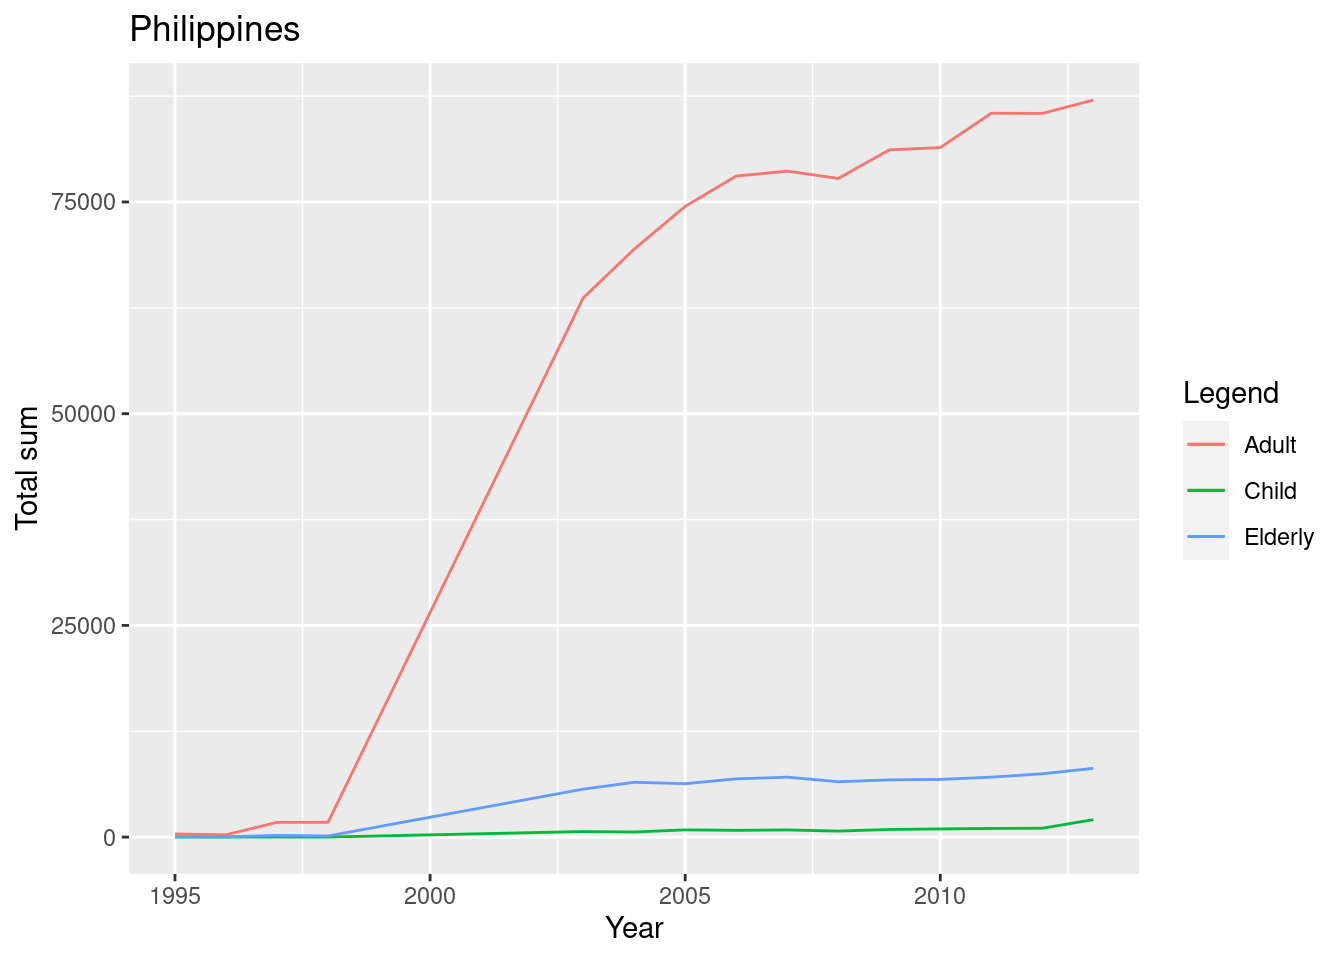 Philippines
75000
50000
25000
0
Total sum
1995
2000
2005
2010
Year
Legend
Adult
Child
Elderly